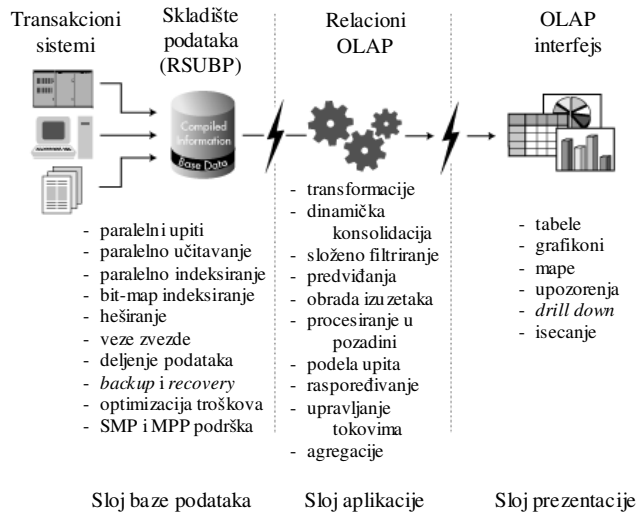 Transakcioni
sistemi
Skladište
podataka
(RSUBP)
Relacioni
OLAP
OLAP
interfejs
Compiled
Information
Base Data
- paralelni upiti
- paralelno učitavanje
- paralelno indeksiranje
- bit-map indeksiranje
- heširanje
- veze zvezde
- deljenje podataka
- backup i recovery
- optimizacija troškova
- SMP i MPP podrška
- transformacije
- dinamička
konsolidacija
- složeno filtriranje
- predviđanja
- obrada izuzetaka
- procesiranje u
pozadini
- podela upita
- raspoređivanje
- upravljanje
tokovima
- agregacije
- tabele
- grafikoni
- mape
- upozorenja
- drill down
- isecanje
Sloj baze podataka
Sloj aplikacije
Sloj prezentacije